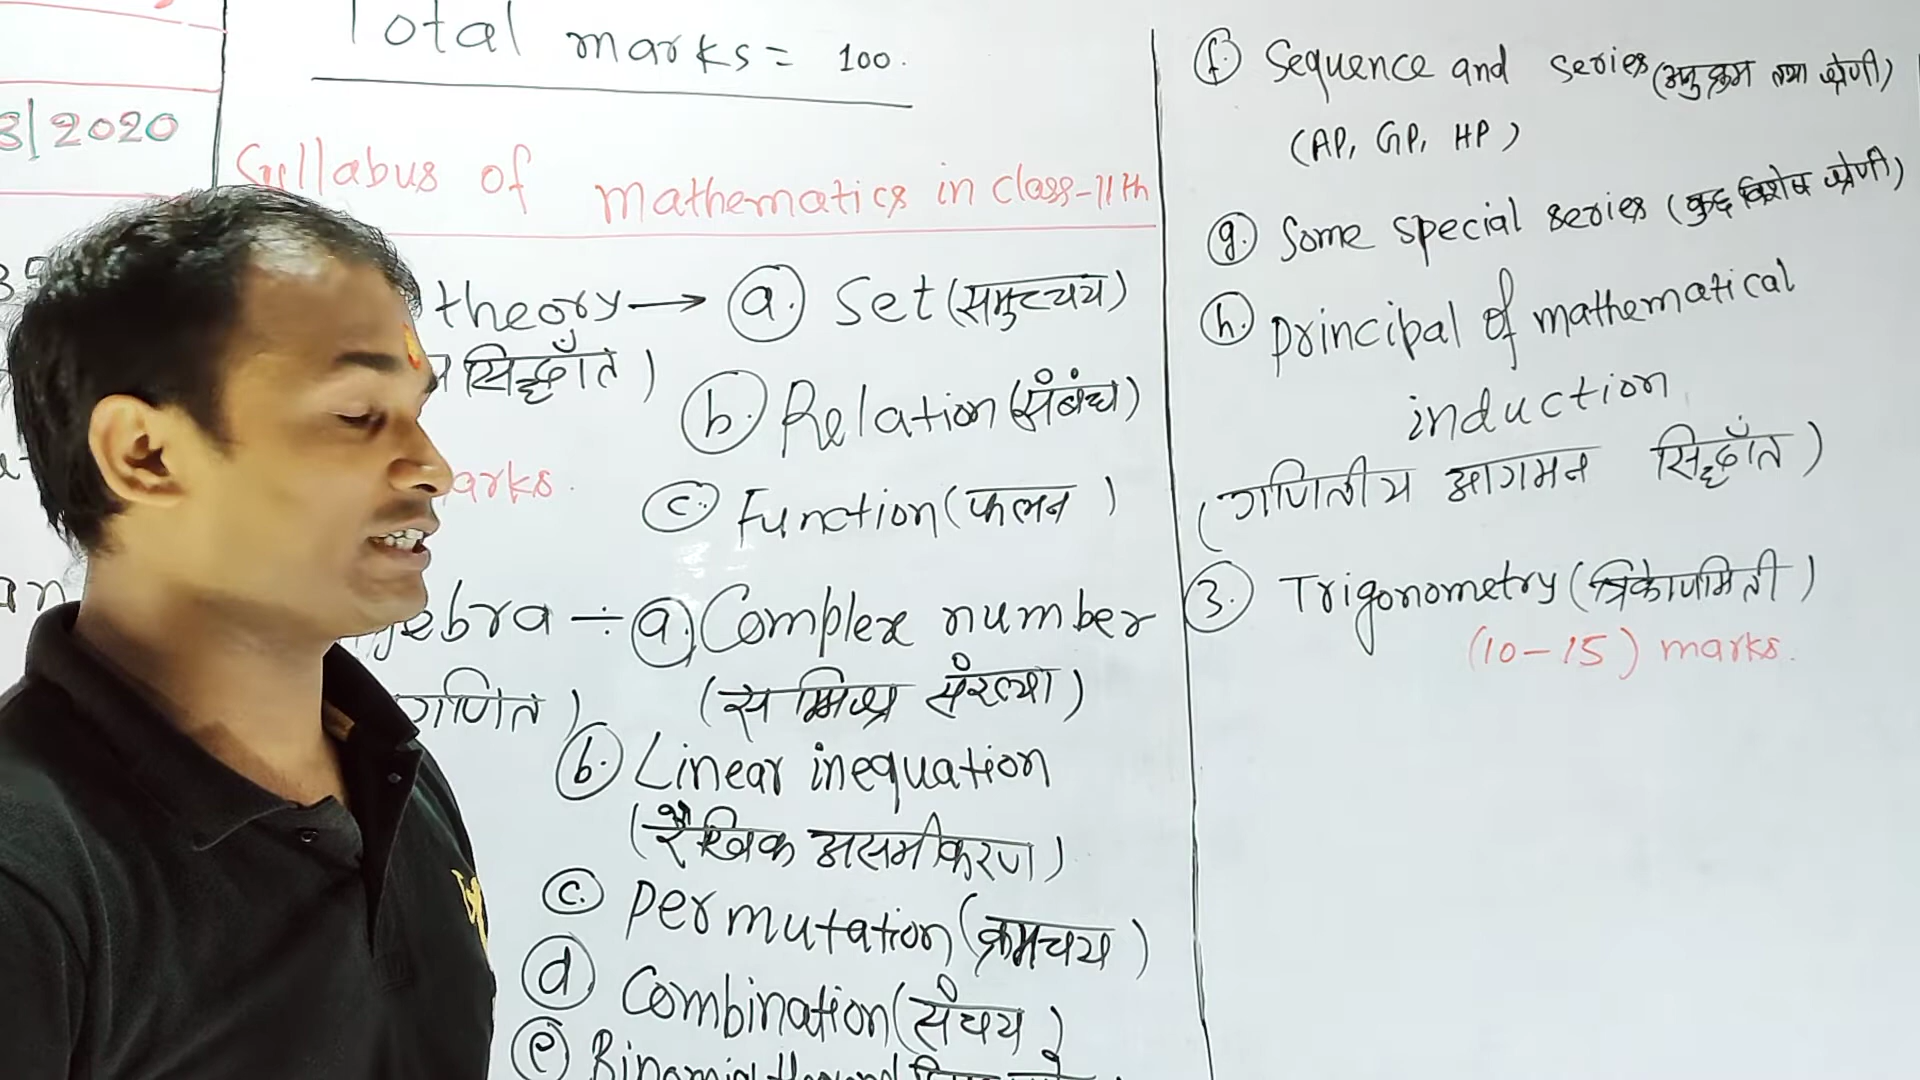 3/2020
Total marks = 100.
Syllabus of mathematics in class-11th
theory → a. Set (समुच्चय)
सिद्धाँत)
b. Relation (संबंध)
arks.
c. Function (फलन)
ebra ÷ a. Complex number
गणित) (सम्मिश्र संख्या)
b. Linear inequation
(रैखिक असमीकरण)
c. Permutation (क्रमचय)
d Combination (संचय)
e
f. Sequence and series (अनुक्रम तथा श्रेणी)
(AP, GP, HP)
g. Some special series (कुछ विशेष श्रेणी)
h. Principal of mathematical
induction
(गणितीय आगमन सिद्धाँत)
3. Trigonometry (त्रिकोणमिती)
(10-15) marks.